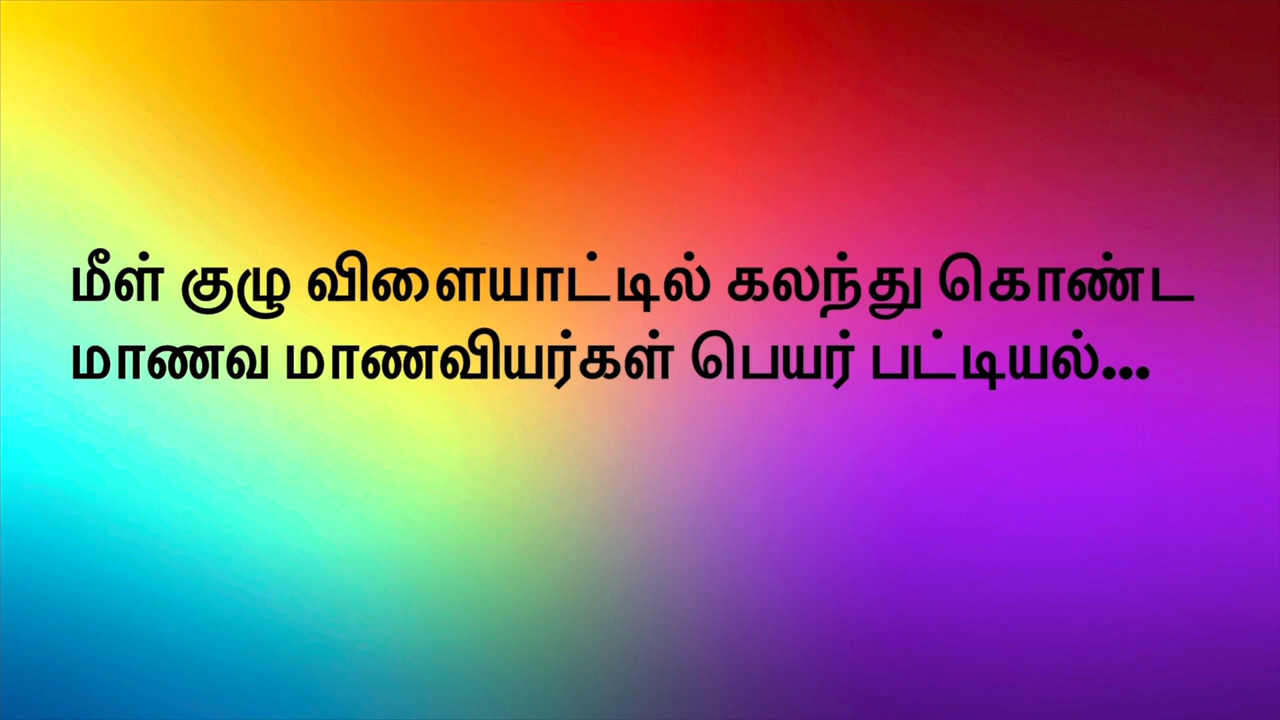 மீள் குழு விளையாட்டில் கலந்து கொண்ட
மாணவ மாணவியர்கள் பெயர் பட்டியல்...